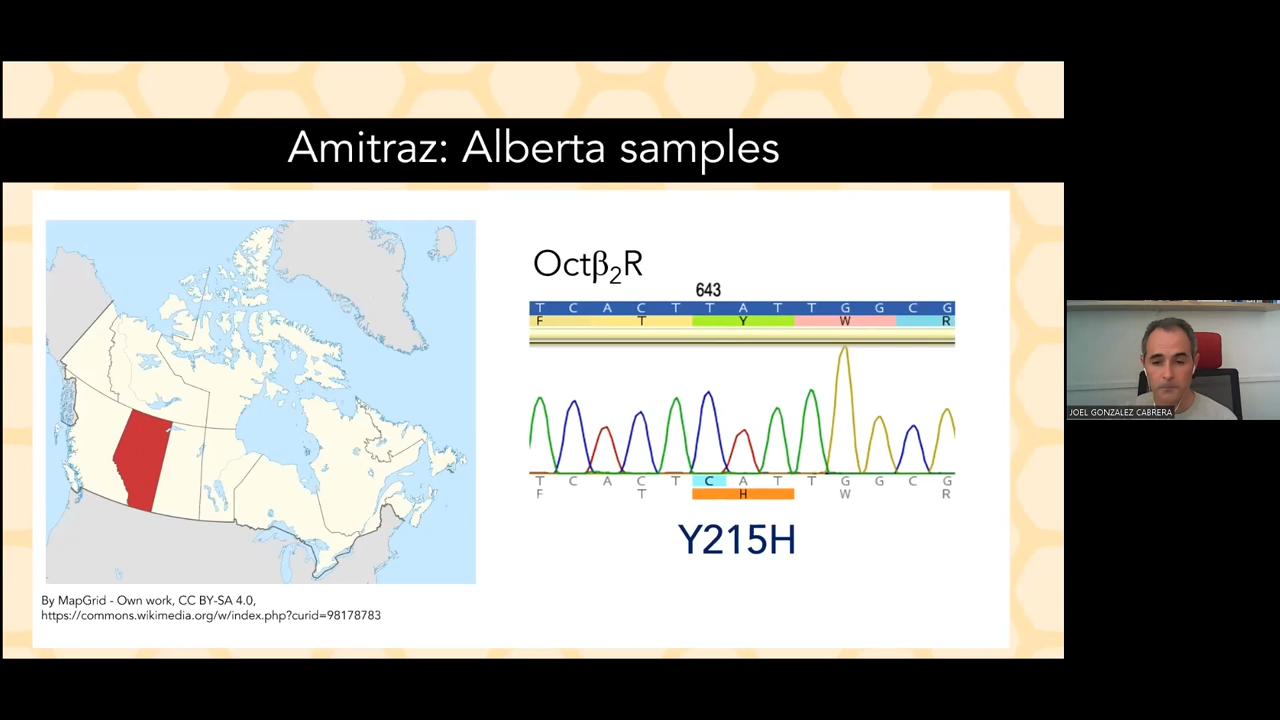 Amitraz: Alberta samples
Octβ2R
643
T C A C T T A T T G G C G
F T Y W R
T C A C T C A T T G G C G
F T H W R
Y215H
By MapGrid - Own work, CC BY-SA 4.0,
https://commons.wikimedia.org/w/index.php?curid=98178783
JOEL GONZALEZ CABRERA